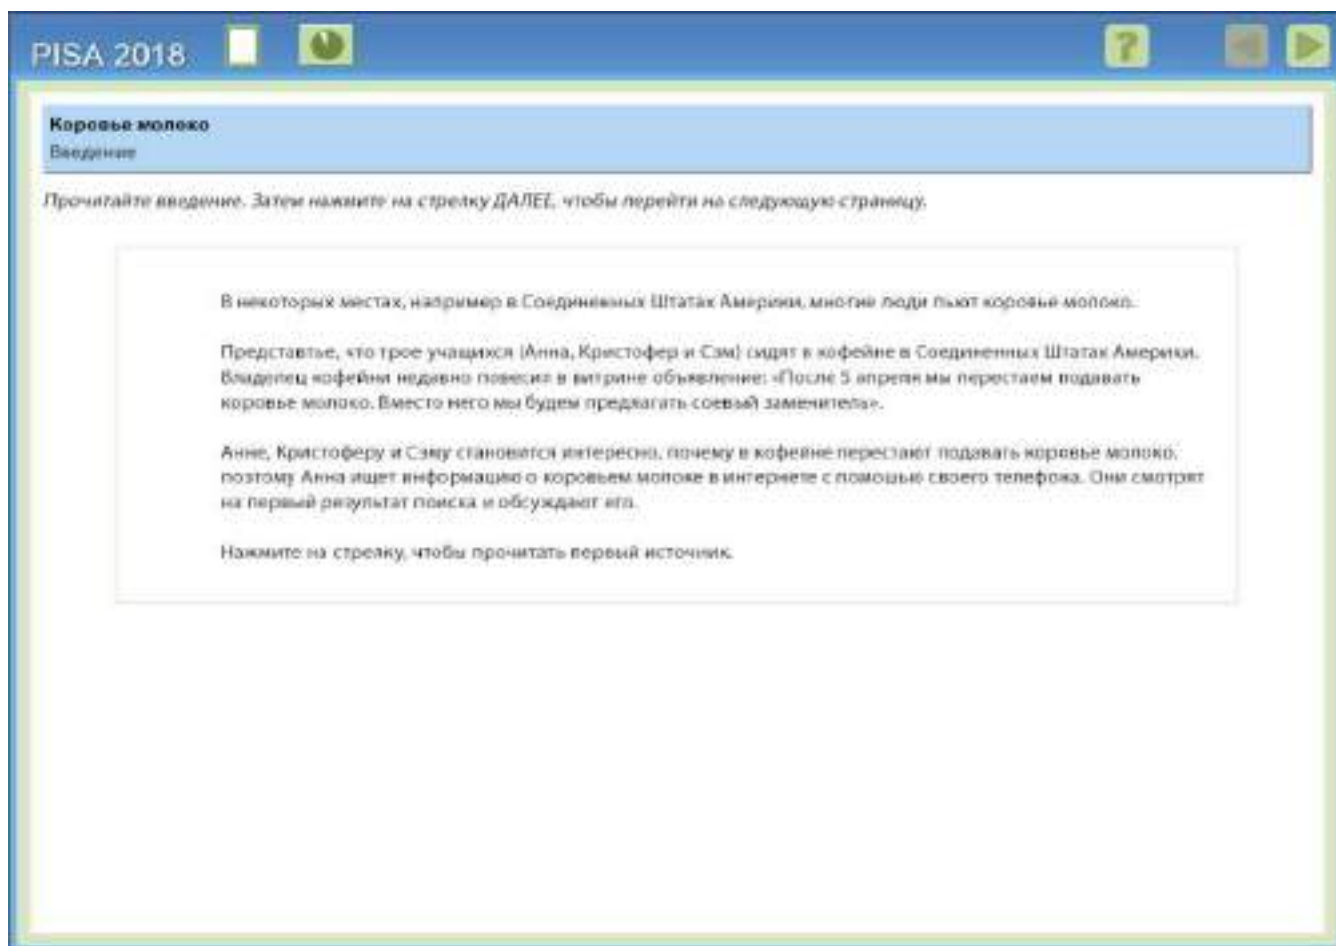 PISA 2018
?
Коровье молоко
Введение
Прочитайте введение. Затем нажмите на стрелку ДАЛЕЕ, чтобы перейти на следующую страницу.
В некоторых местах, например в Соединенных Штатах Америки, многие люди пьют коровье молоко.
Представтье, что трое учащихся (Анна, Кристофер и Сэм) сидят в кофейне в Соединенных Штатах Америки.
Владелец кофейни недавно повесил в витрине объявление: «После 5 апреля мы перестаем подавать
коровье молоко. Вместо него мы будем предлагать соевый заменитель».
Анне, Кристоферу и Сэму становится интересно, почему в кофейне перестают подавать коровье молоко,
поэтому Анна ищет информацию о коровьем молоке в интернете с помощью своего телефона. Они смотрят
на первый результат поиска и обсуждают его.
Нажмите на стрелку, чтобы прочитать первый источник.